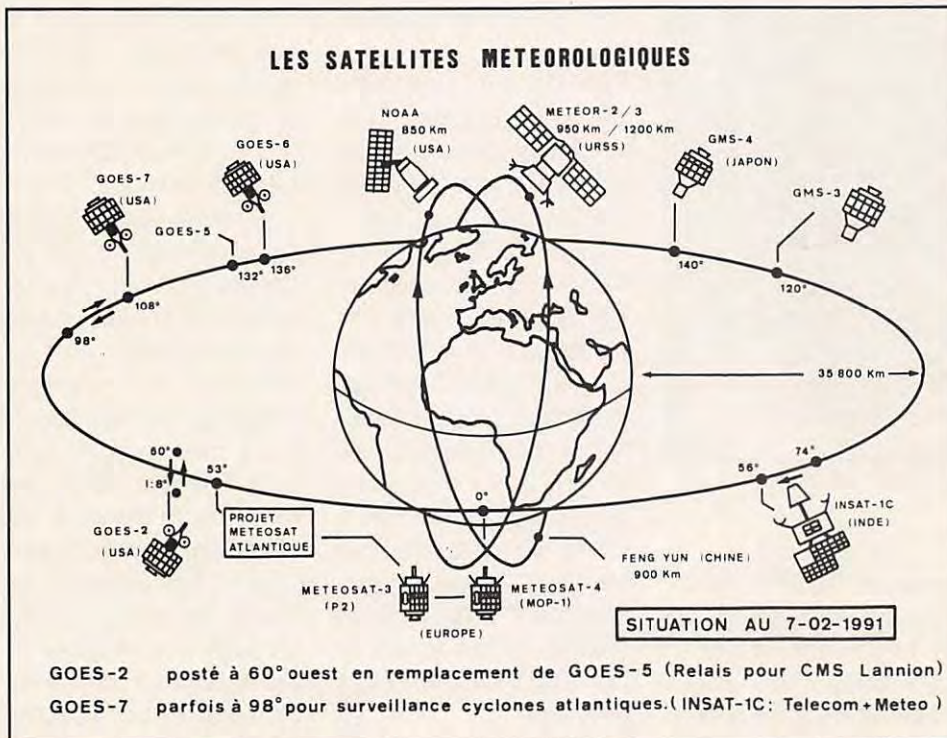 LES SATELLITES METEOROLOGIQUES
NOAA
850 Km
(USA)
METEOR-2/3
950 Km / 1200 Km
(URSS)
GMS-4
(JAPON)
GMS-3
GOES-6
(USA)
GOES-7
(USA)
GOES-5
132°
136°
108°
98°
140°
120°
35 800 Km
60°
I:8°
53°
0°
56°
74°
GOES-2
(USA)
PROJET
METEOSAT
ATLANTIQUE
METEOSAT-3
(P2)
METEOSAT-4
(MOP-1)
(EUROPE)
FENG YUN (CHINE)
900 Km
INSAT-1C
(INDE)
SITUATION AU 7-02-1991
GOES-2 posté à 60° ouest en remplacement de GOES-5 (Relais pour CMS Lannion)
GOES-7 parfois à 98° pour surveillance cyclones atlantiques.(INSAT-1C: Telecom+Meteo)